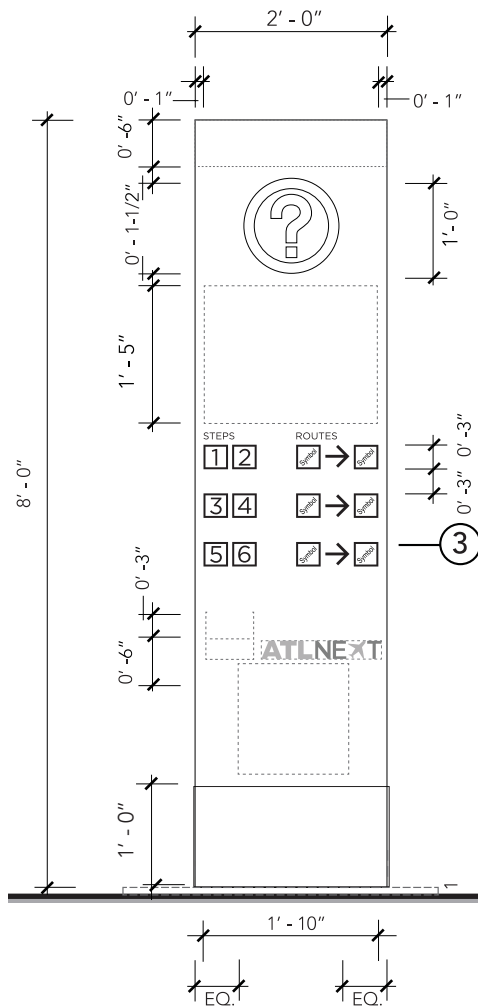 2' - 0"
0' - 1"
0' - 1"
0' -6"
?
0' - 1-1/2"
1'- 0"
1' - 5"
8' - 0"
STEPS ROUTES
0' -3"
1 2 Symbol → Symbol
0' -3"
3 4 Symbol → Symbol
3
5 6 Symbol → Symbol
0' -3"
ATLNEXT
0' -6"
1' - 0"
1
1' - 10"
EQ. EQ.